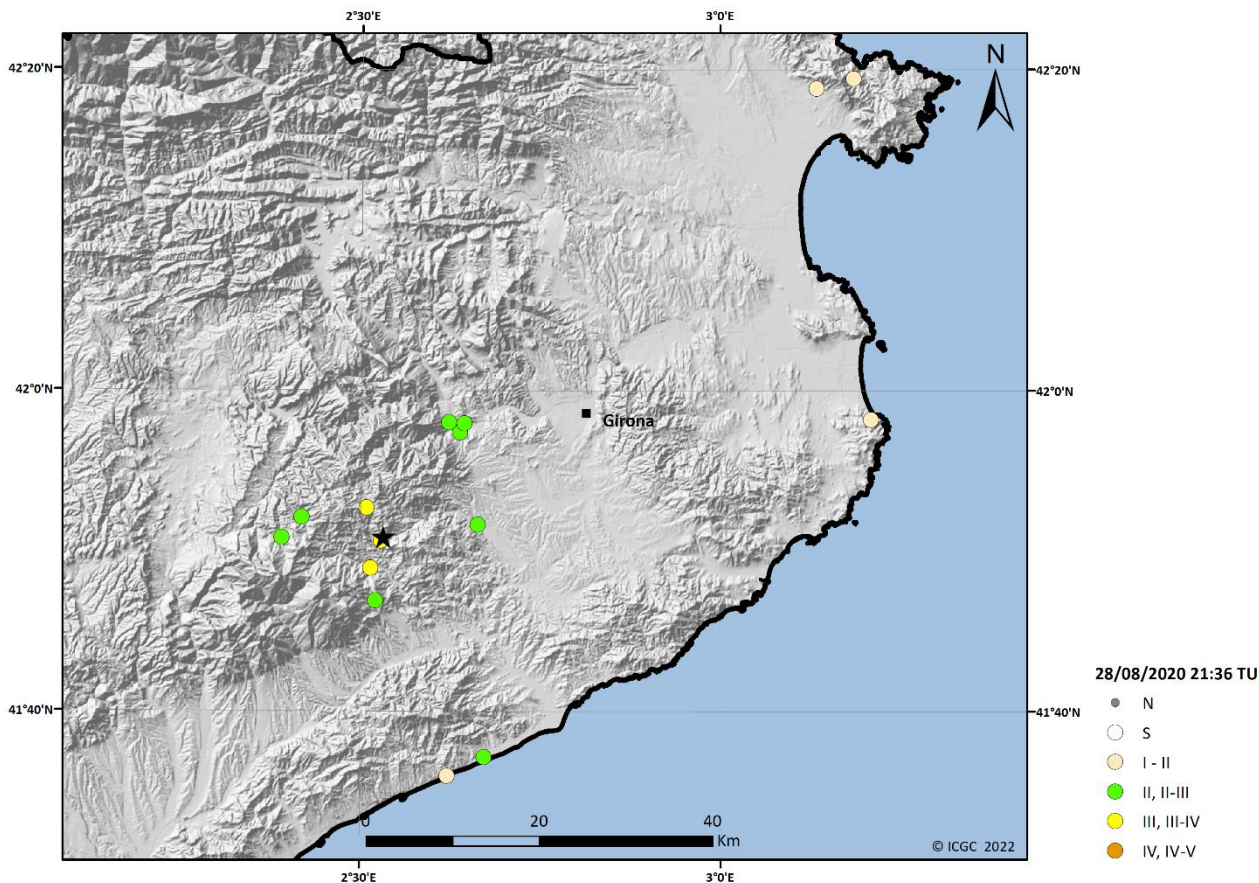 2°30'E 3°0'E
42°20'N 42°20'N
N
42°0'N 42°0'N
Girona
41°40'N 41°40'N
0 20 40
Km
© ICGC 2022
2°30'E 3°0'E
28/08/2020 21:36 TU
N
S
I - II
II, II-III
III, III-IV
IV, IV-V